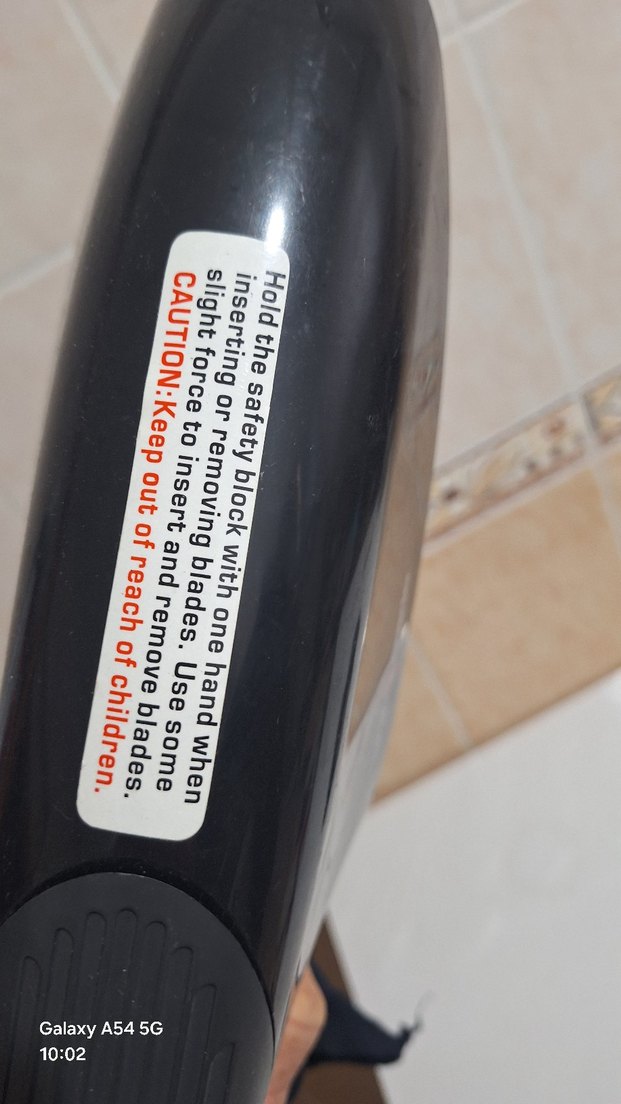 Hold the safety block with one hand when
inserting or removing blades. Use some
slight force to insert and remove blades.
CAUTION:Keep out of reach of children.
Galaxy A54 5G
10:02